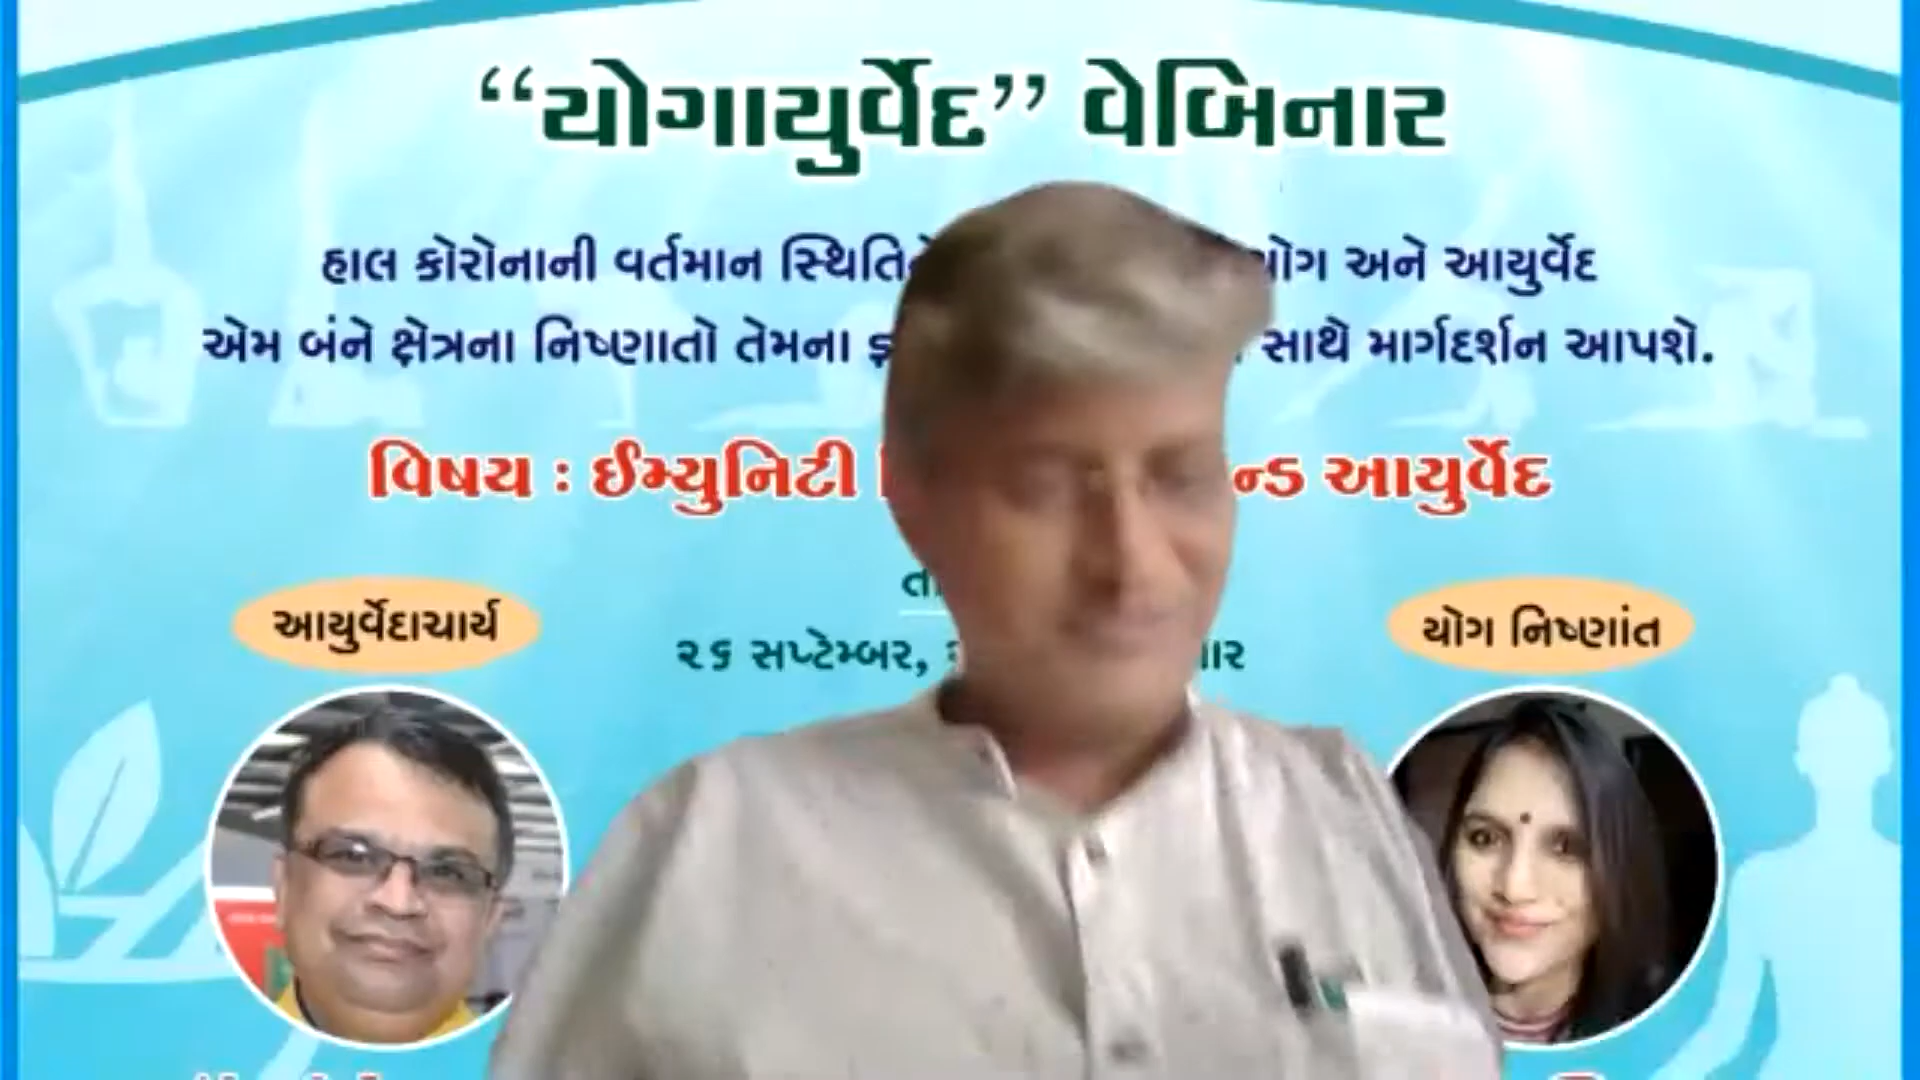 “યોગાયુર્વેદ” વેબિનાર
હાલ કોરોનાની વર્તમાન સ્થિતિ યોગ અને આયુર્વેદ
એમ બંને ક્ષેત્રના નિષ્ણાતો તેમના સાથે માર્ગદર્શન આપશે.
વિષય : ઈમ્યુનિટી ન્ડ આયુર્વેદ
૨૬ સપ્ટેમ્બર,
આયુર્વેદાચાર્ય
યોગ નિષ્ણાંત